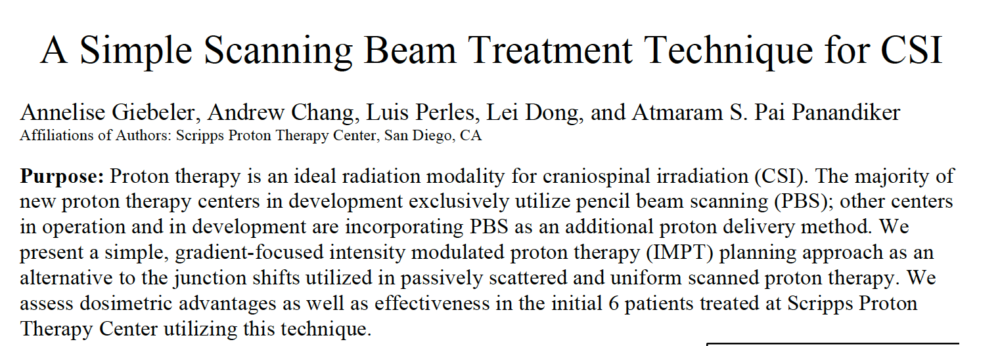 A Simple Scanning Beam Treatment Technique for CSI
Annelise Giebeler, Andrew Chang, Luis Perles, Lei Dong, and Atmaram S. Pai Panandiker
Affiliations of Authors: Scripps Proton Therapy Center, San Diego, CA
Purpose: Proton therapy is an ideal radiation modality for craniospinal irradiation (CSI). The majority of
new proton therapy centers in development exclusively utilize pencil beam scanning (PBS); other centers
in operation and in development are incorporating PBS as an additional proton delivery method. We
present a simple, gradient-focused intensity modulated proton therapy (IMPT) planning approach as an
alternative to the junction shifts utilized in passively scattered and uniform scanned proton therapy. We
assess dosimetric advantages as well as effectiveness in the initial 6 patients treated at Scripps Proton
Therapy Center utilizing this technique.